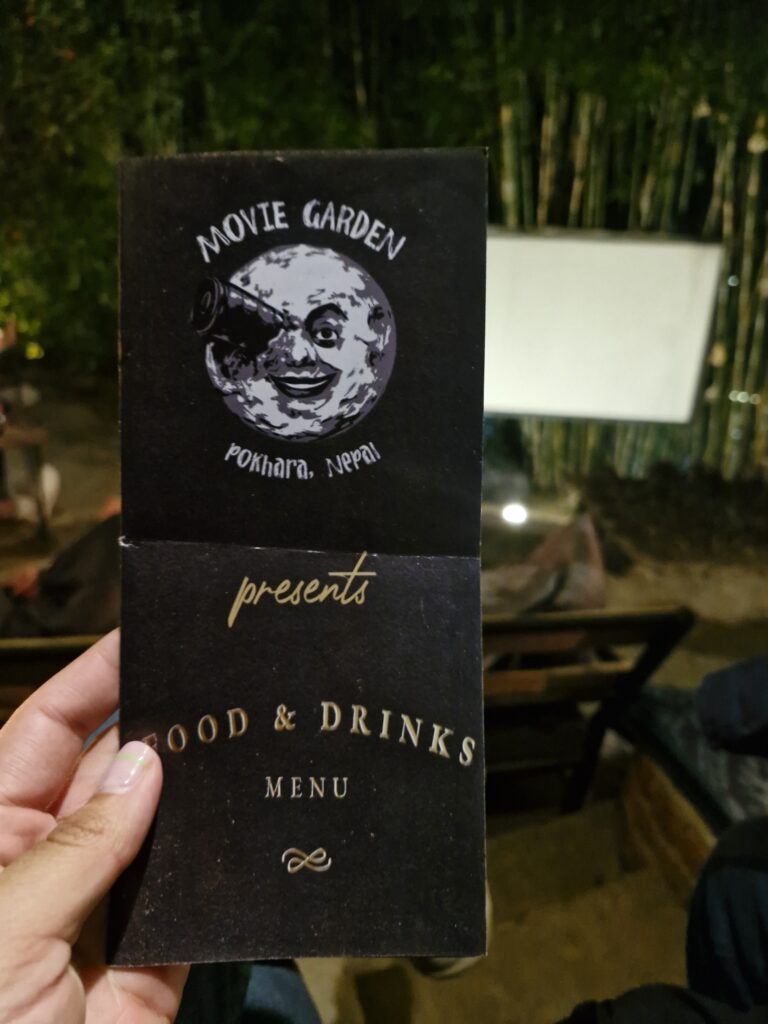 MOVIE GARDEN
POKHARA, NEPAL
presents
FOOD & DRINKS
MENU